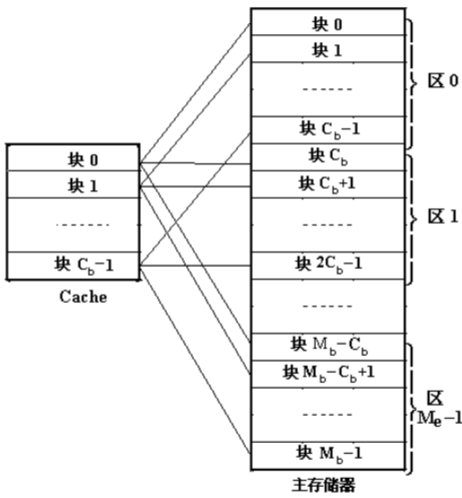 块 0
块 1
- - - - - -
块 C_b-1
Cache
块 0
块 1
- - - - - -
块 C_b-1
块 C_b
块 C_b+1
- - - - - -
块 2C_b-1
- - - - - -
块 M_b-C_b
块 M_b-C_b+1
- - - - - -
块 M_b-1
主存储器
区 0
区 1
区
M_e-1